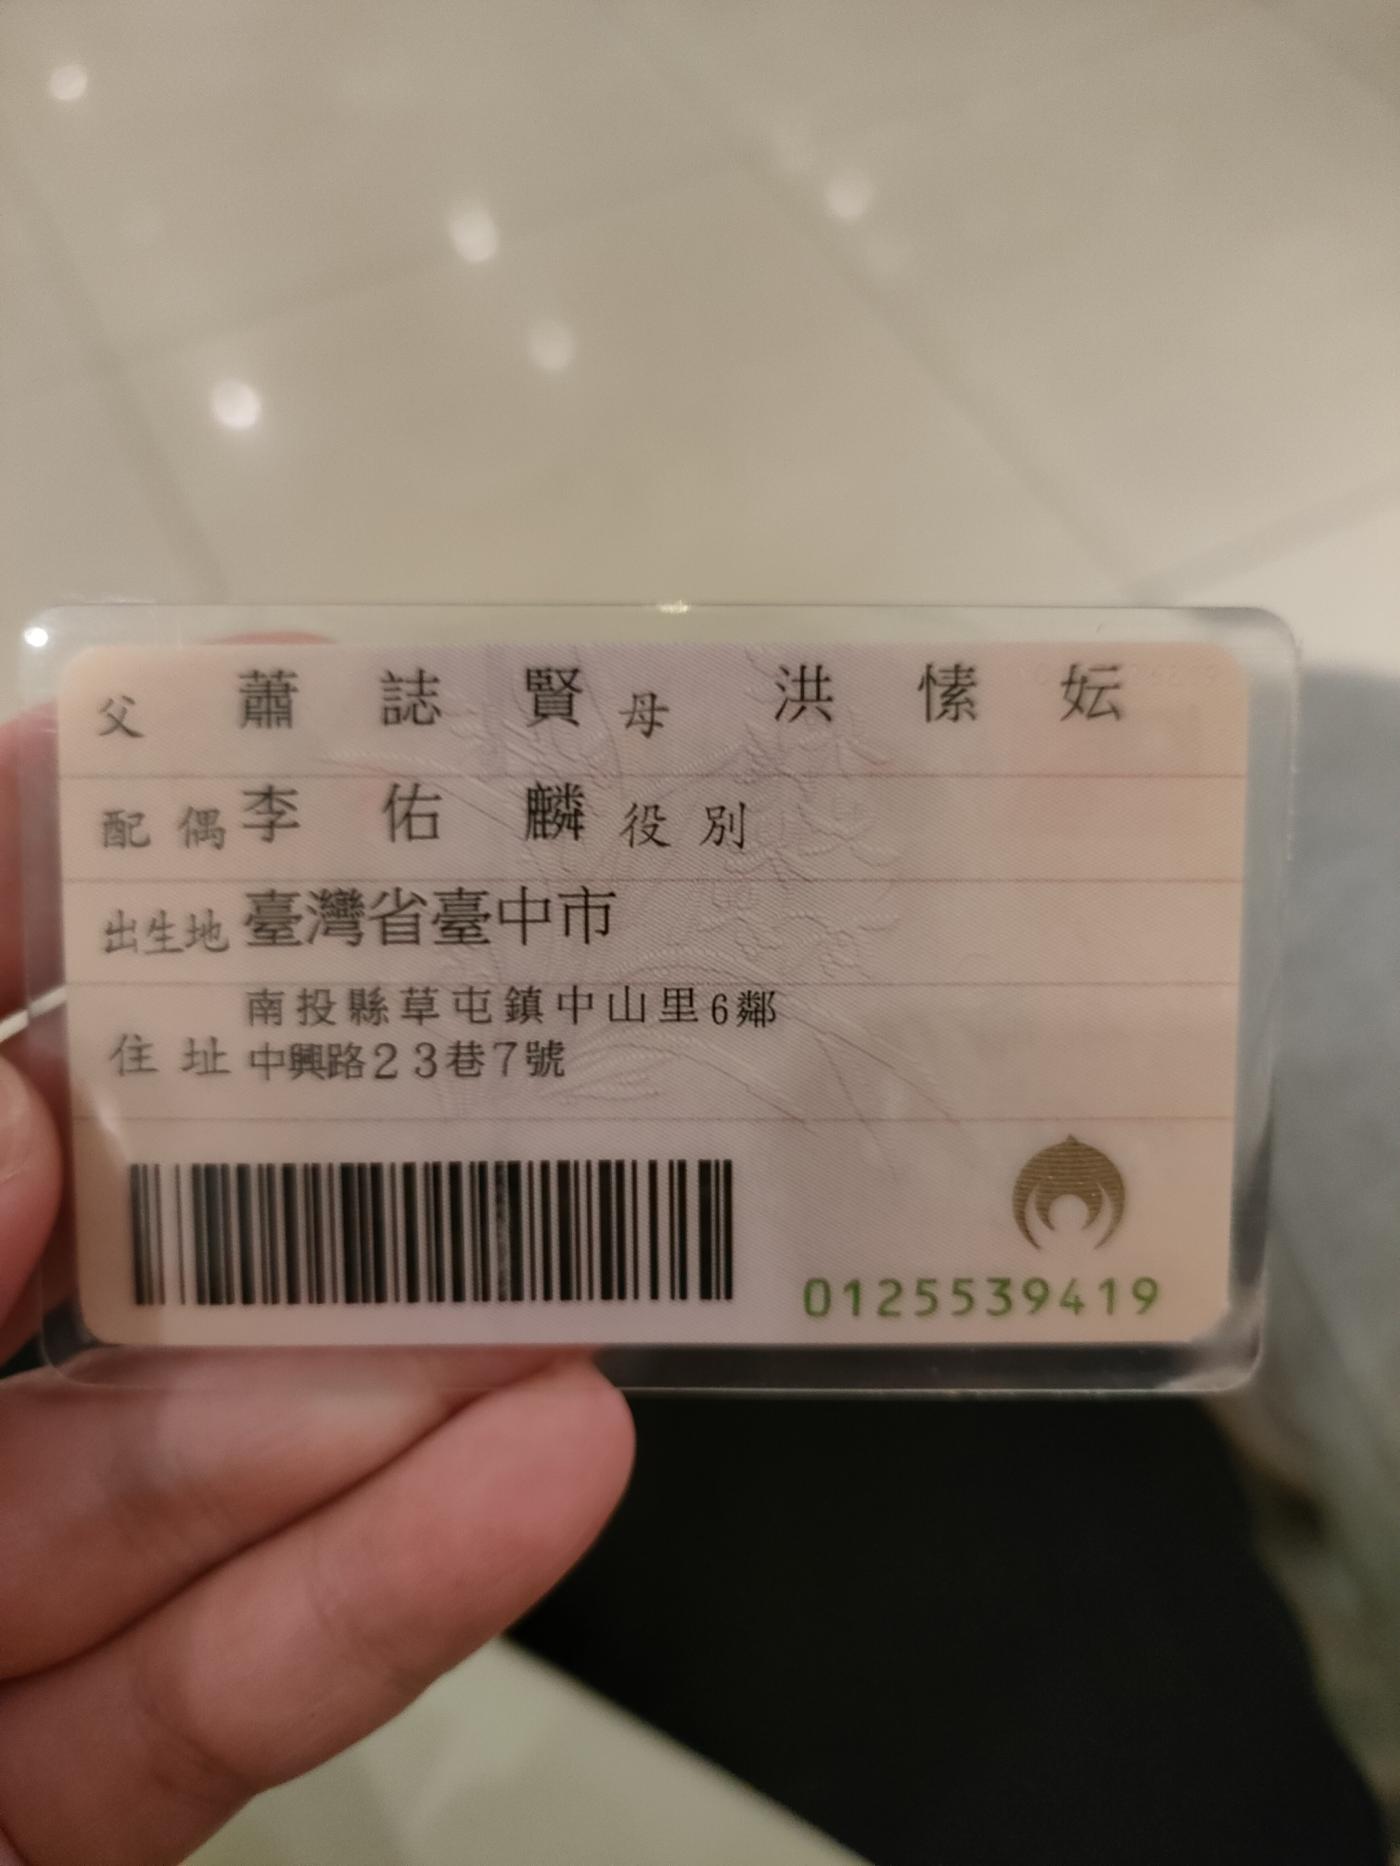 父 蕭誌賢 母 洪愫妘
配偶 李佑麟 役別
出生地 臺灣省臺中市
住址 南投縣草屯鎮中山里6鄰
中興路23巷7號
0125539419